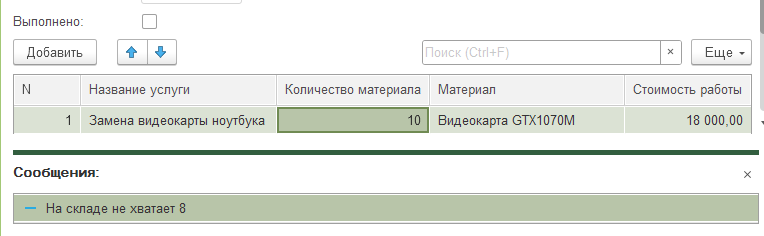 Выполнено:
Добавить Поиск (Ctrl+F) × Еще
N Название услуги Количество материала Материал Стоимость работы
1 Замена видеокарты ноутбука 10 Видеокарта GTX1070M 18 000,00
Сообщения: ×
На складе не хватает 8